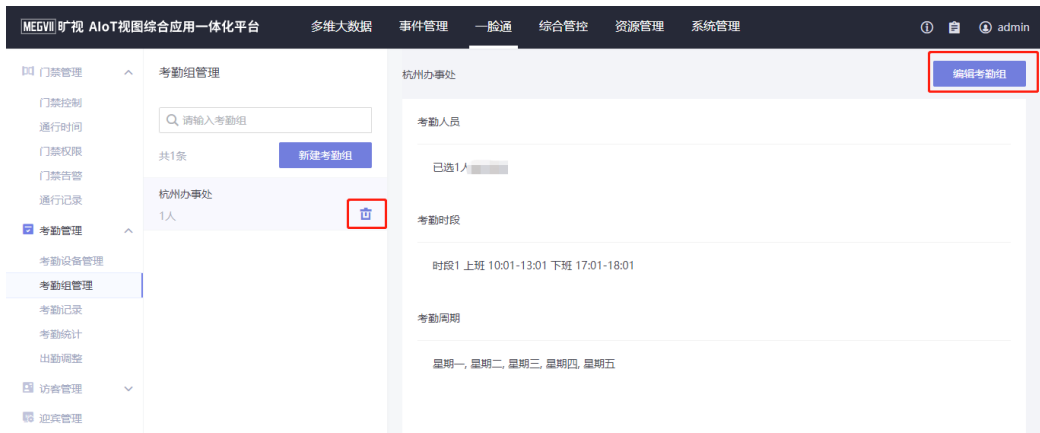 MEGVII 旷视 AIoT视图综合应用一体化平台 多维大数据 事件管理 一脸通 综合管控 资源管理 系统管理 admin
门禁管理
门禁控制
通行时间
门禁权限
门禁告警
通行记录
考勤管理
考勤设备管理
考勤组管理
考勤记录
考勤统计
出勤调整
访客管理
迎宾管理
考勤组管理
请输入考勤组
共1条 新建考勤组
杭州办事处
1人
杭州办事处 编辑考勤组
考勤人员
已选1人
考勤时段
时段1 上班 10:01-13:01 下班 17:01-18:01
考勤周期
星期一, 星期二, 星期三, 星期四, 星期五